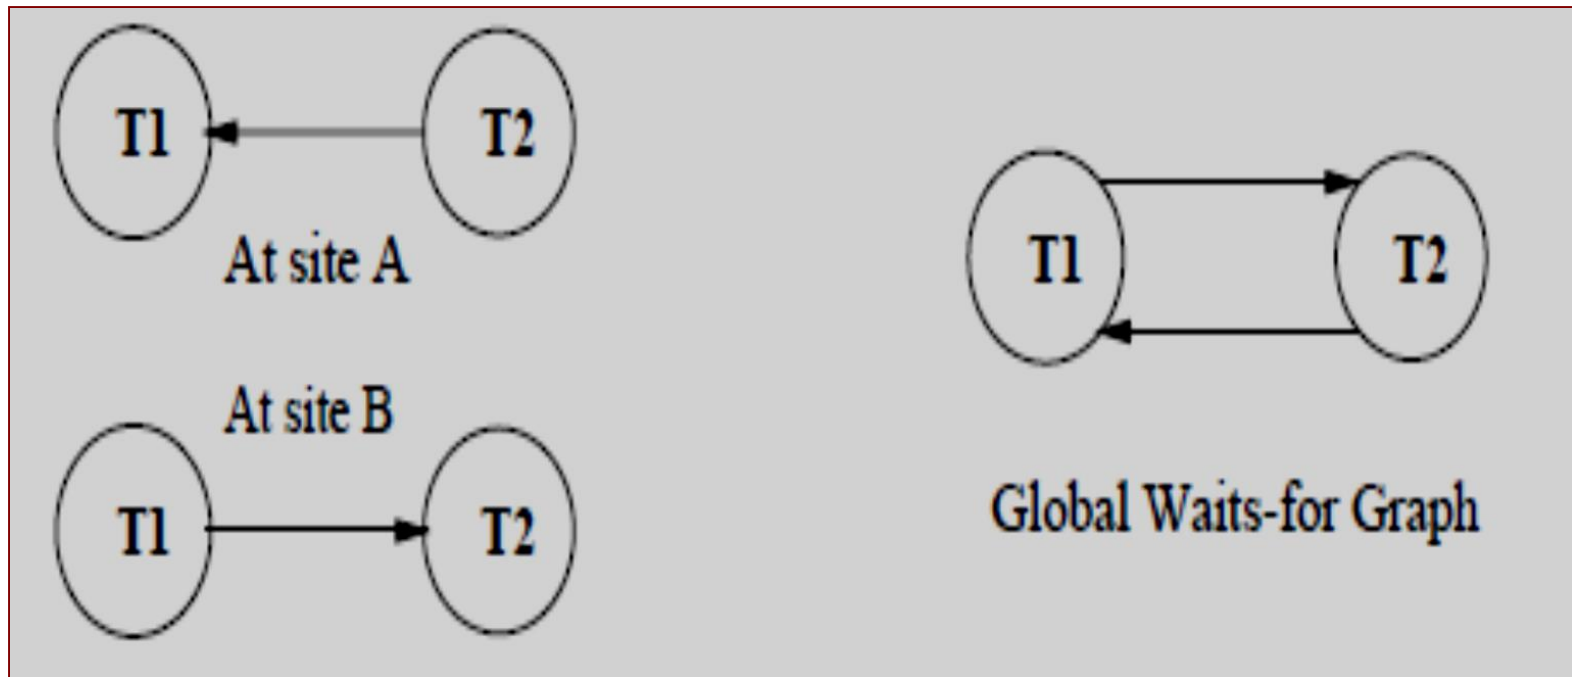 T1 T2
At site A
At site B
T1 T2
T1 T2
Global Waits-for Graph